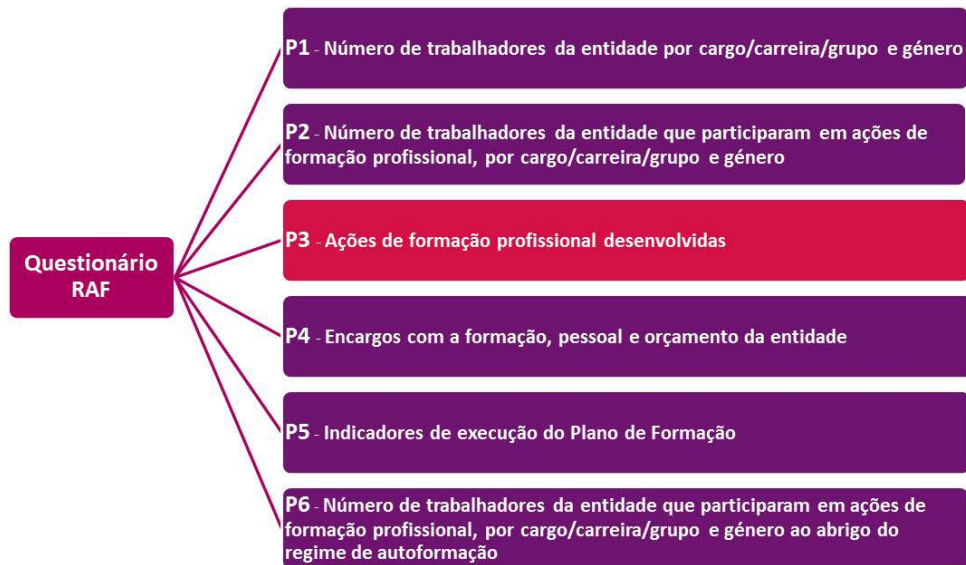 Questionário
RAF
P1 - Número de trabalhadores da entidade por cargo/carreira/grupo e género
P2 - Número de trabalhadores da entidade que participaram em ações de
formação profissional, por cargo/carreira/grupo e género
P3 - Ações de formação profissional desenvolvidas
P4 - Encargos com a formação, pessoal e orçamento da entidade
P5 - Indicadores de execução do Plano de Formação
P6 - Número de trabalhadores da entidade que participaram em ações de
formação profissional, por cargo/carreira/grupo e género ao abrigo do
regime de autoformação